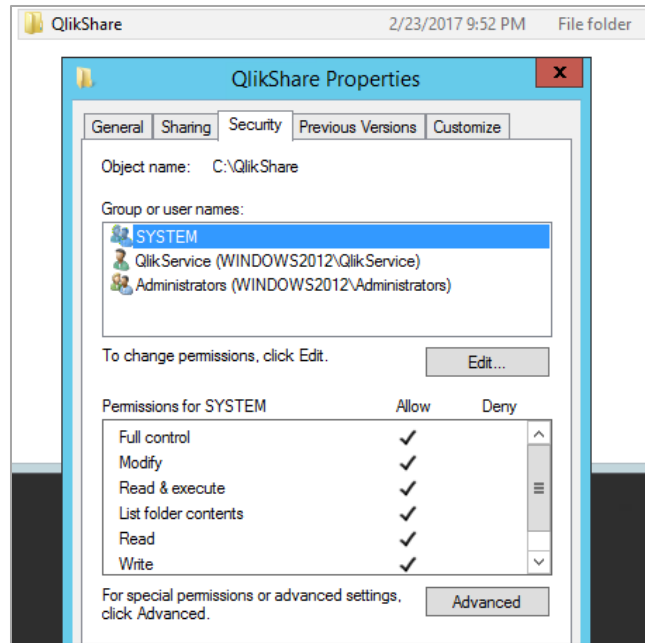 QlikShare 2/23/2017 9:52 PM File folder
QlikShare Properties
x
General Sharing Security Previous Versions Customize
Object name: C:\QlikShare
Group or user names:
SYSTEM
QlikService (WINDOWS2012\QlikService)
Administrators (WINDOWS2012\Administrators)
To change permissions, click Edit. Edit...
Permissions for SYSTEM Allow Deny
Full control
Modify
Read & execute
List folder contents
Read
Write
For special permissions or advanced settings,
click Advanced. Advanced